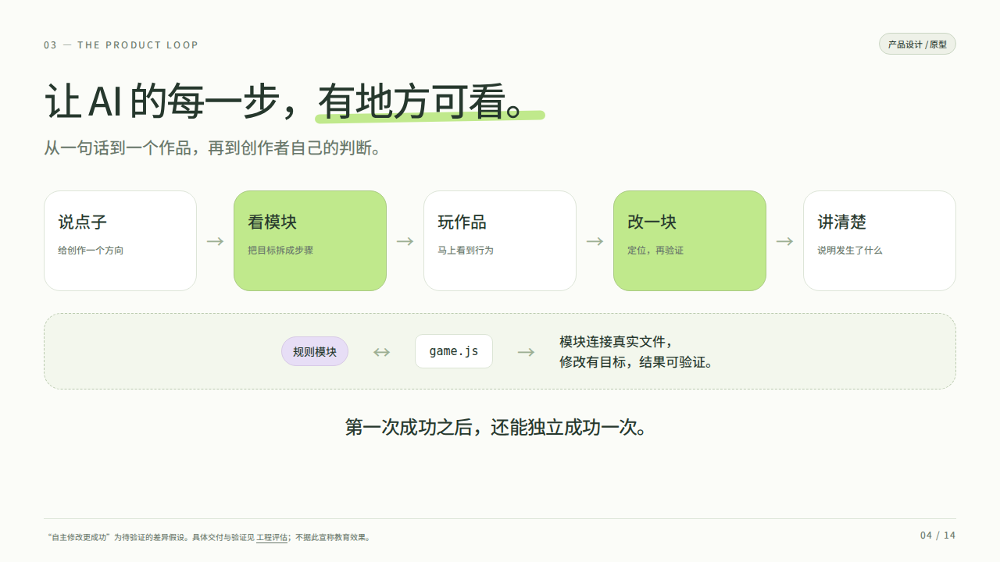 03 — THE PRODUCT LOOP
产品设计 / 原型
让 AI 的每一步，有地方可看。
从一句话到一个作品，再到创作者自己的判断。
说点子
给创作一个方向
→
看模块
把目标拆成步骤
→
玩作品
马上看到行为
→
改一块
定位，再验证
→
讲清楚
说明发生了什么
规则模块
↔
game.js
→
模块连接真实文件，
修改有目标，结果可验证。
第一次成功之后，还能独立成功一次。
“自主修改更成功”为待验证的差异假设。具体交付与验证见 工程评估；不据此宣称教育效果。
04 / 14